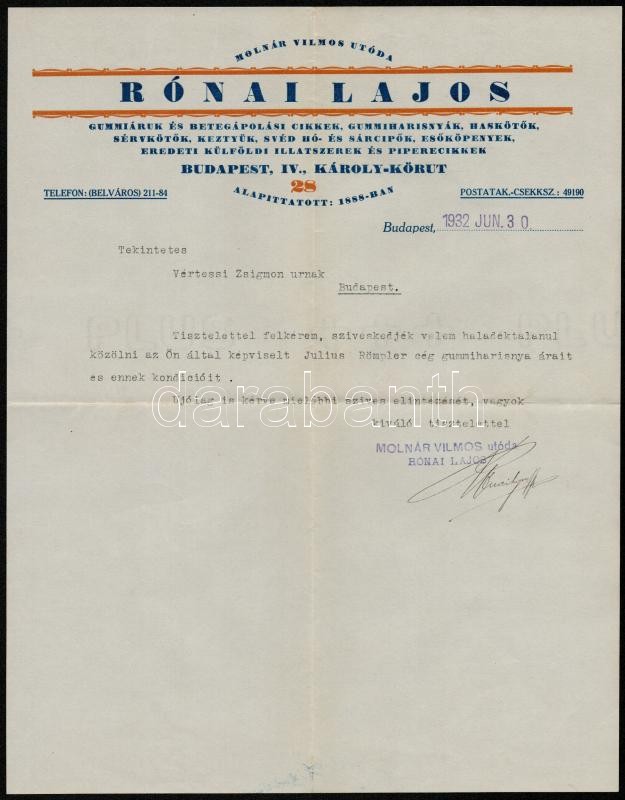 MOLNÁR VILMOS UTÓDA
RÓNAI LAJOS
GUMMIÁRUK ÉS BETEGÁPOLÁSI CIKKEK, GUMMIHARISNYÁK, HASKÖTŐK,
SÉRVKÖTŐK, KEZTYÜK, SVÉD HÓ- ÉS SÁRCIPŐK, ESŐKÖPENYEK,
EREDETI KÜLFÖLDI ILLATSZEREK ÉS PIPERECIKKEK
BUDAPEST, IV., KÁROLY-KÖRUT
28
TELEFON: (BELVÁROS) 211-84
ALAPITTATOTT: 1888-BAN
POSTATAK.-CSEKKSZ.: 49190
Budapest, 1932 JUN. 30
Tekintetes
Vértessi Zsigmon urnak
Budapest.
Tisztelettel felkérem, sziveskedjék velem haladéktalanul
közölni az Ön által képviselt Julius Römpler cég gummiharisnya árait
és ennek kondicióit .
Ujólag is kérve mielőbbi szives elintézését, vagyok
kiváló tisztelettel
MOLNÁR VILMOS utóda
RÓNAI LAJOS
darabanth